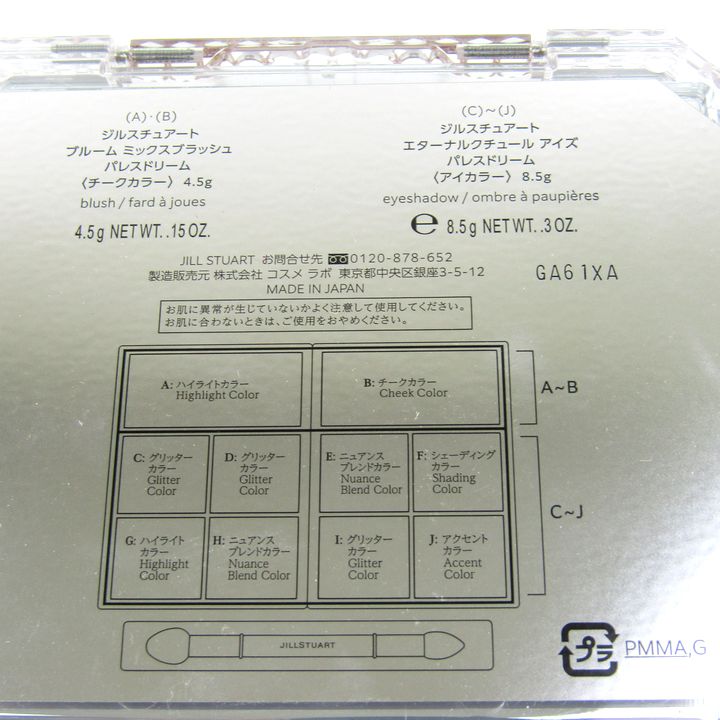 (A)・(B)
ジルスチュアート
ブルーム ミックスブラッシュ
パレスドリーム
〈チークカラー〉 4.5g
blush / fard à joues
4.5g NET WT. .15 OZ.
(C)~(J)
ジルスチュアート
エターナルクチュール アイズ
パレスドリーム
〈アイカラー〉 8.5g
eyeshadow / ombre à paupières
℮ 8.5g NET WT. .3 OZ.
JILL STUART お問合せ先 0120-878-652
製造販売元 株式会社 コスメ ラボ 東京都中央区銀座3-5-12
MADE IN JAPAN
GA61XA
お肌に異常が生じていないかよく注意して使用してください。
お肌に合わないときは、ご使用をおやめください。
A: ハイライトカラー
Highlight Color
B: チークカラー
Cheek Color
A~B
C: グリッター
カラー
Glitter
Color
D: グリッター
カラー
Glitter
Color
E: ニュアンス
ブレンドカラー
Nuance
Blend Color
F: シェーディング
カラー
Shading
Color
C~J
G: ハイライト
カラー
Highlight
Color
H: ニュアンス
ブレンドカラー
Nuance
Blend Color
I: グリッター
カラー
Glitter
Color
J: アクセント
カラー
Accent
Color
JILLSTUART
プラ PMMA,G